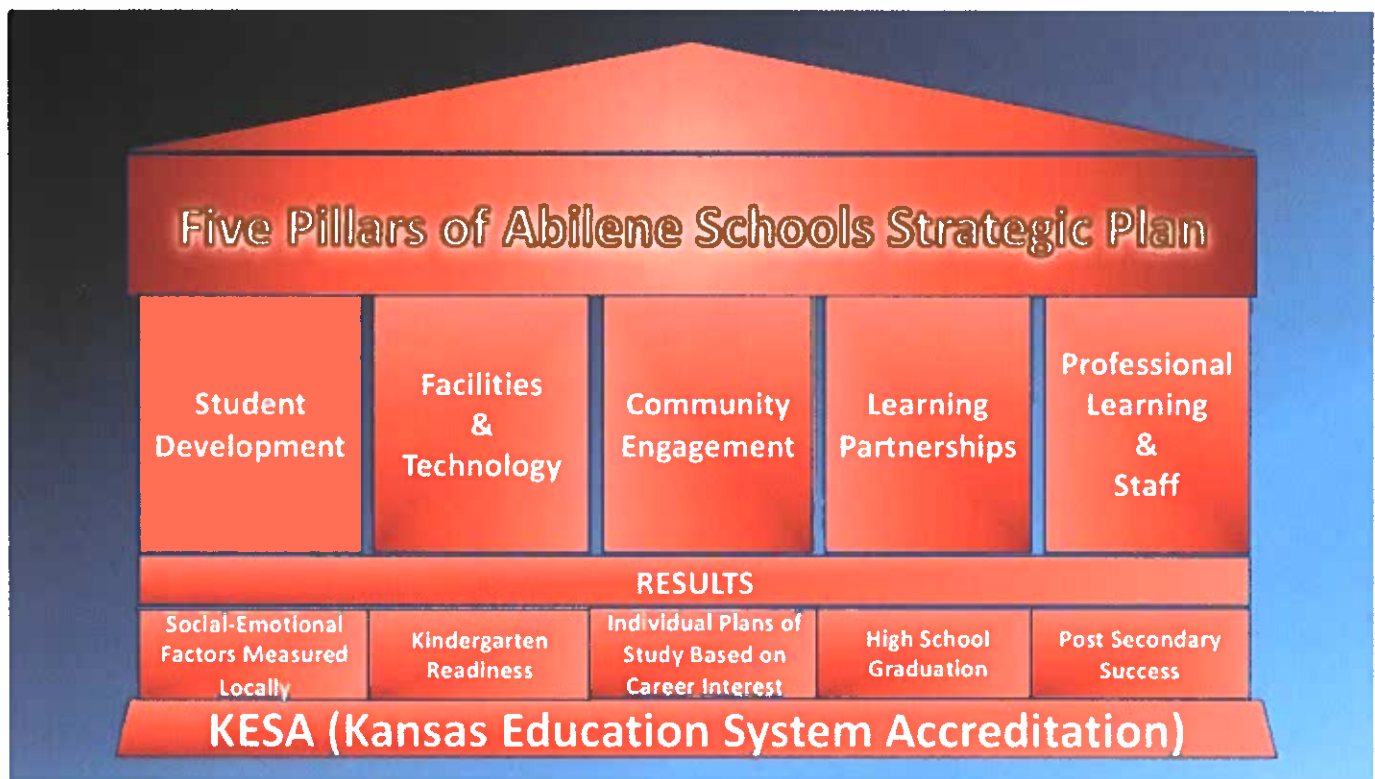 Five Pillars of Abilene Schools Strategic Plan
Student
Development
Facilities
&
Technology
Community
Engagement
Learning
Partnerships
Professional
Learning
&
Staff
RESULTS
Social-Emotional
Factors Measured
Locally
Kindergarten
Readiness
Individual Plans of
Study Based on
Career Interest
High School
Graduation
Post Secondary
Success
KESA (Kansas Education System Accreditation)